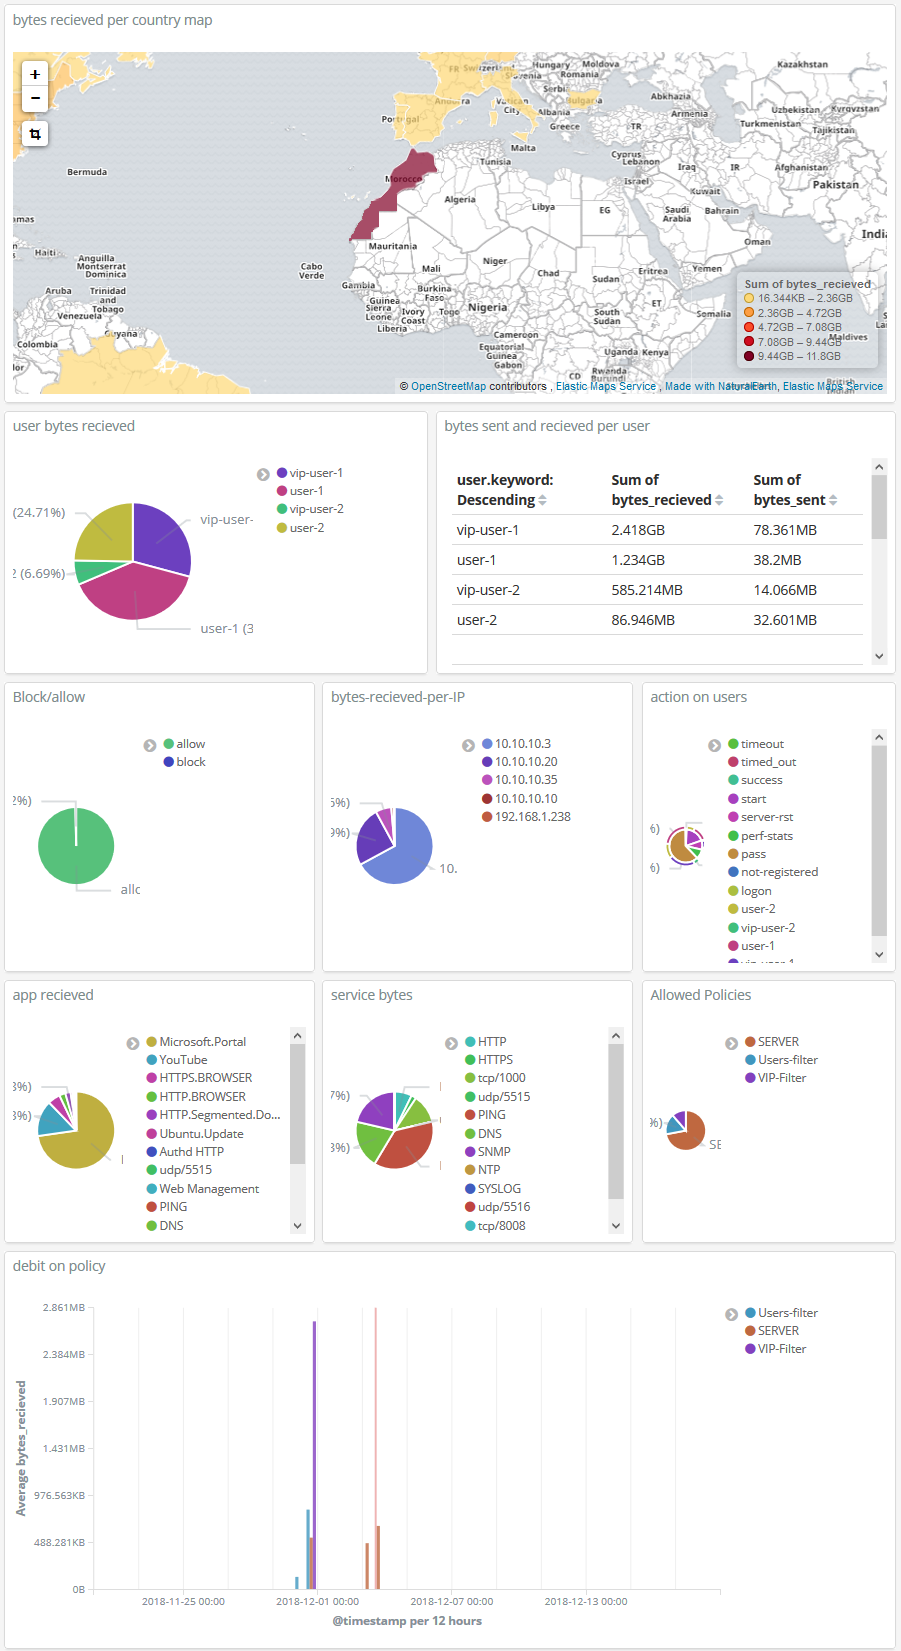 bytes recieved per country map
+
−
Bermuda
Haiti
Anguilla
Montserrat
Dominica
Aruba
Tridad
and
Tobago
Venezuela
Guyana
Colombia
Cabo
Verde
FR
Hungary
Moldova
Romania
Andorra
Vatican
City
Bulgaria
Albania
Greece
Malta
TR
Abkhazia
Armenia
Kazakhstan
Uzbekistan
Kyrgyzstan
Turkmenistan
Tajikistan
Cyprus
Lebanon
Israel
Iraq
IR
Afghanistan
Pakistan
Kuwait
Bahrain
Saudi
Arabia
Oman
Yemen
Morocco
Tunisia
Algeria
Libya
EG
Mauritania
Mali
Niger
Chad
Sudan
Eritrea
Gambia
Burkina
Faso
Guinea
Sierra
Leone
Ivory
Coast
Togo
Nigeria
Liberia
Cameroon
Equatorial
Guinea
Gabon
South
Sudan
ET
Somalia
Uganda
Kenya
CD
Rwanda
Burundi
Maldives
Sum of bytes_recieved
16.344KB – 2.36GB
2.36GB – 4.72GB
4.72GB – 7.08GB
7.08GB – 9.44GB
9.44GB – 11.8GB
© OpenStreetMap contributors , Elastic Maps Service , Made with NaturalEarth, Elastic Maps Service
user bytes recieved
vip-user-1
user-1
vip-user-2
user-2
(24.71%)
vip-user-
2 (6.69%)
user-1 (3
bytes sent and recieved per user
user.keyword: Descending Sum of bytes_recieved Sum of bytes_sent
vip-user-1 2.418GB 78.361MB
user-1 1.234GB 38.2MB
vip-user-2 585.214MB 14.066MB
user-2 86.946MB 32.601MB
Block/allow
allow
block
2%)
allc
bytes-recieved-per-IP
10.10.10.3
10.10.10.20
10.10.10.35
10.10.10.10
192.168.1.238
9%)
10.
action on users
timeout
timed_out
success
start
server-rst
perf-stats
pass
not-registered
logon
user-2
vip-user-2
user-1
vip-user-1
%)
%)
app recieved
Microsoft.Portal
YouTube
HTTPS.BROWSER
HTTP.BROWSER
HTTP.Segmented.Do...
Ubuntu.Update
Authd HTTP
udp/5515
Web Management
PING
DNS
3%)
3%)
service bytes
HTTP
HTTPS
tcp/1000
udp/5515
PING
DNS
SNMP
NTP
SYSLOG
udp/5516
tcp/8008
7%)
3%)
Allowed Policies
SERVER
Users-filter
VIP-Filter
%)
SE
debit on policy
Users-filter
SERVER
VIP-Filter
Average bytes_recieved
2.861MB
2.384MB
1.907MB
1.431MB
976.563KB
488.281KB
0B
2018-11-25 00:00
2018-12-01 00:00
2018-12-07 00:00
2018-12-13 00:00
@timestamp per 12 hours